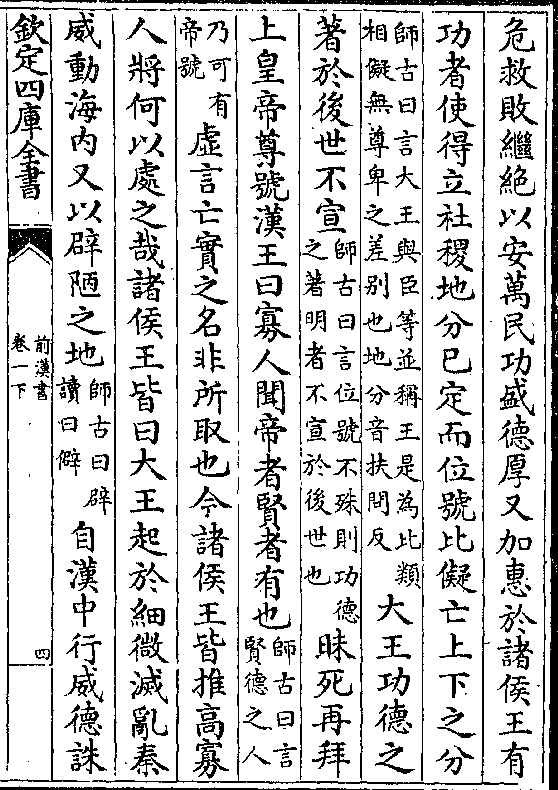 危救敗繼絶以安萬民功盛德厚又加惠於諸侯王有
功者使得立社稷地分已定而位號比儗亡上下之分
師古曰言大王與臣等並稱王是為比類
相儗無尊卑之差别也地分音扶問反
大王功德之
著於後世不宣
師古曰言位號不殊則功德
之著明者不宣於後世也
昧死再拜
上皇帝尊號漢王曰寡人聞帝者賢者有也
師古曰言
賢德之人
乃可有
帝號
虛言亡實之名非所取也今諸侯王皆推高寡
人將何以處之哉諸侯王皆曰大王起於細微滅亂秦
威動海内又以辟陋之地
師古曰辟
讀曰僻
自漢中行威德誅
欽定四庫全書
前漢書
卷一下
四